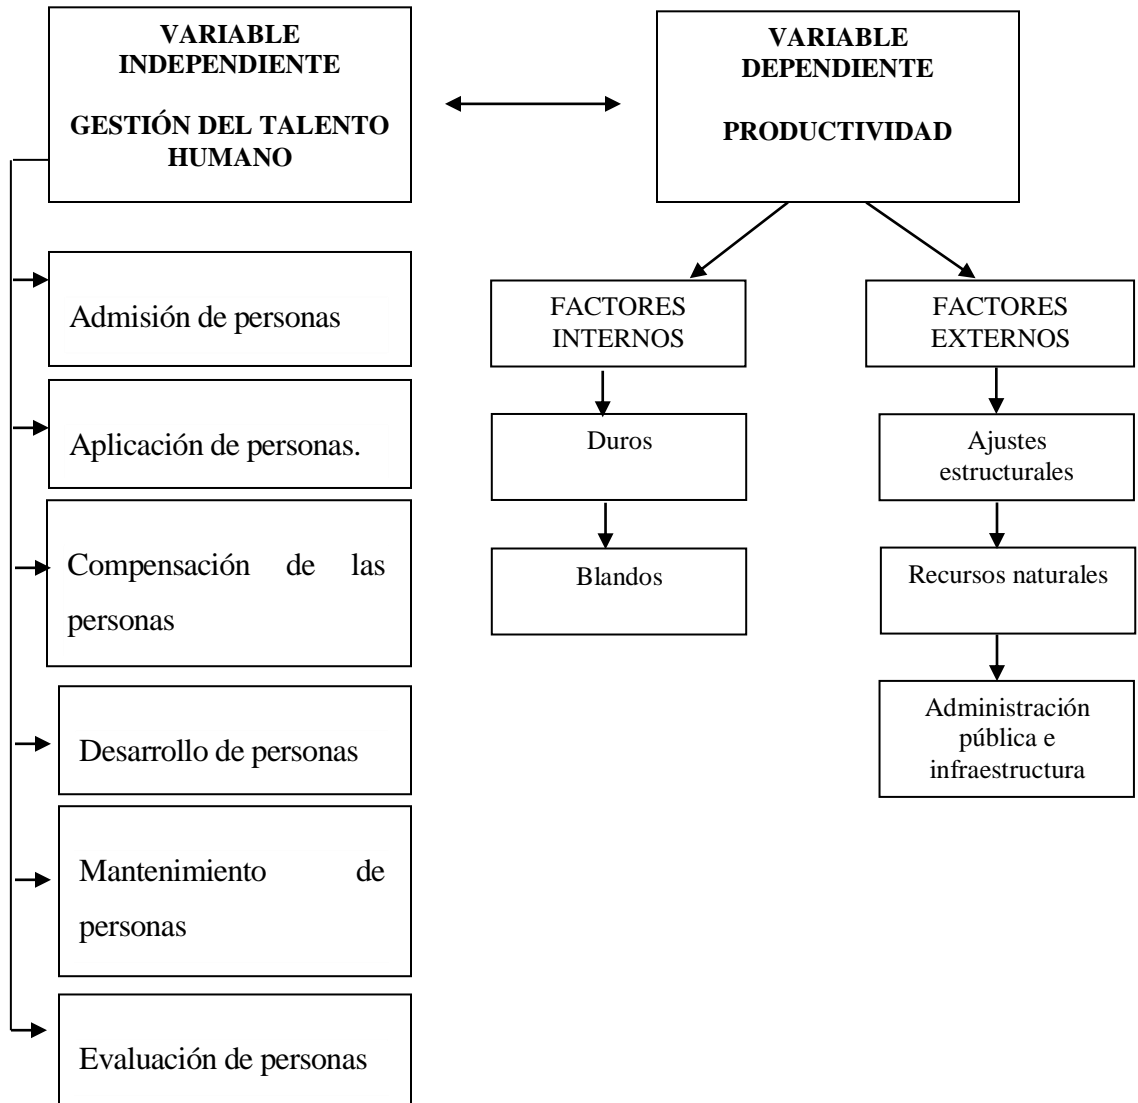 VARIABLE
INDEPENDIENTE
GESTIÓN DEL TALENTO
HUMANO
VARIABLE
DEPENDIENTE
PRODUCTIVIDAD
Admisión de personas
Aplicación de personas.
Compensación de las
personas
Desarrollo de personas
Mantenimiento de
personas
Evaluación de personas
FACTORES
INTERNOS
Duros
Blandos
FACTORES
EXTERNOS
Ajustes
estructurales
Recursos naturales
Administración
pública e
infraestructura